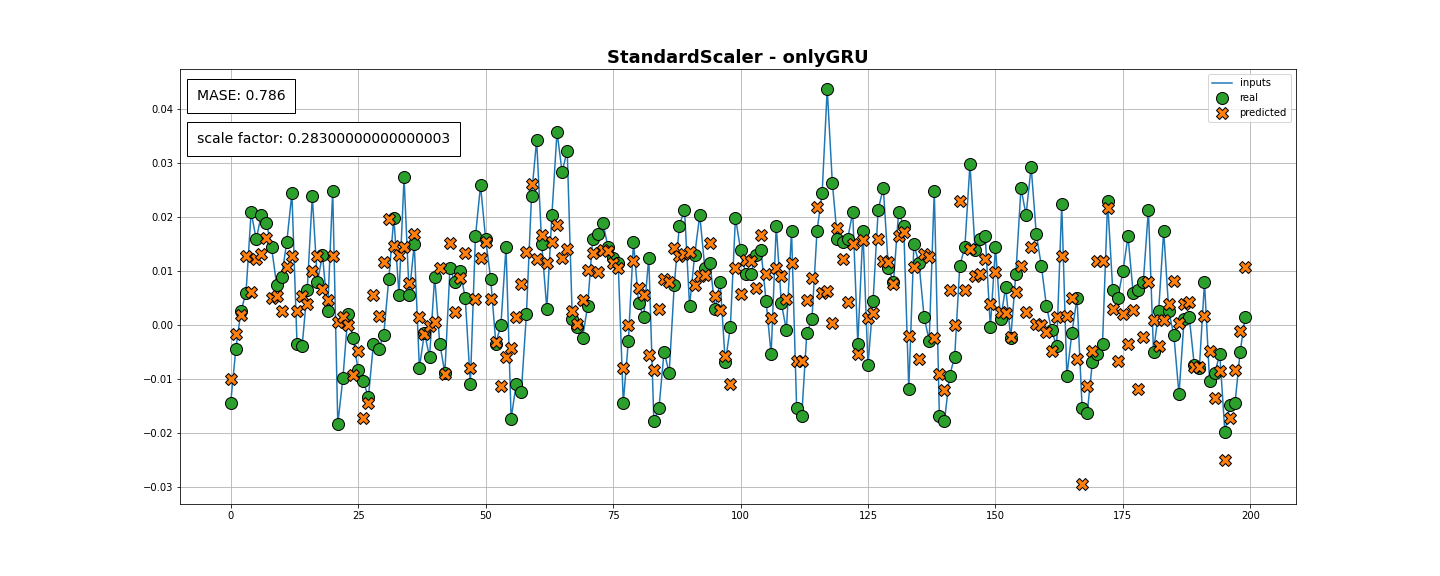 StandardScaler - onlyGRU
MASE: 0.786
scale factor: 0.28300000000000003
inputs
real
predicted
0.04
0.03
0.02
0.01
0.00
−0.01
−0.02
−0.03
0 25 50 75 100 125 150 175 200